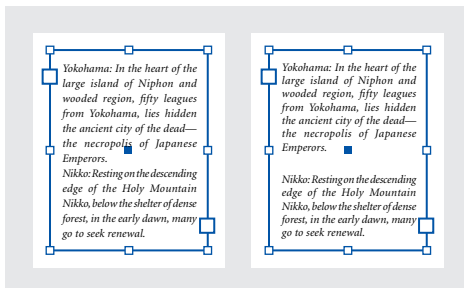 Yokohama: In the heart of the
large island of Niphon and
wooded region, fifty leagues
from Yokohama, lies hidden
the ancient city of the dead—
the necropolis of Japanese
Emperors.
Nikko: Resting on the descending
edge of the Holy Mountain
Nikko, below the shelter of dense
forest, in the early dawn, many
go to seek renewal.
Yokohama: In the heart of the
large island of Niphon and
wooded region, fifty leagues
from Yokohama, lies hidden
the ancient city of the dead—
the necropolis of Japanese
Emperors.
Nikko: Resting on the descending
edge of the Holy Mountain
Nikko, below the shelter of dense
forest, in the early dawn, many
go to seek renewal.